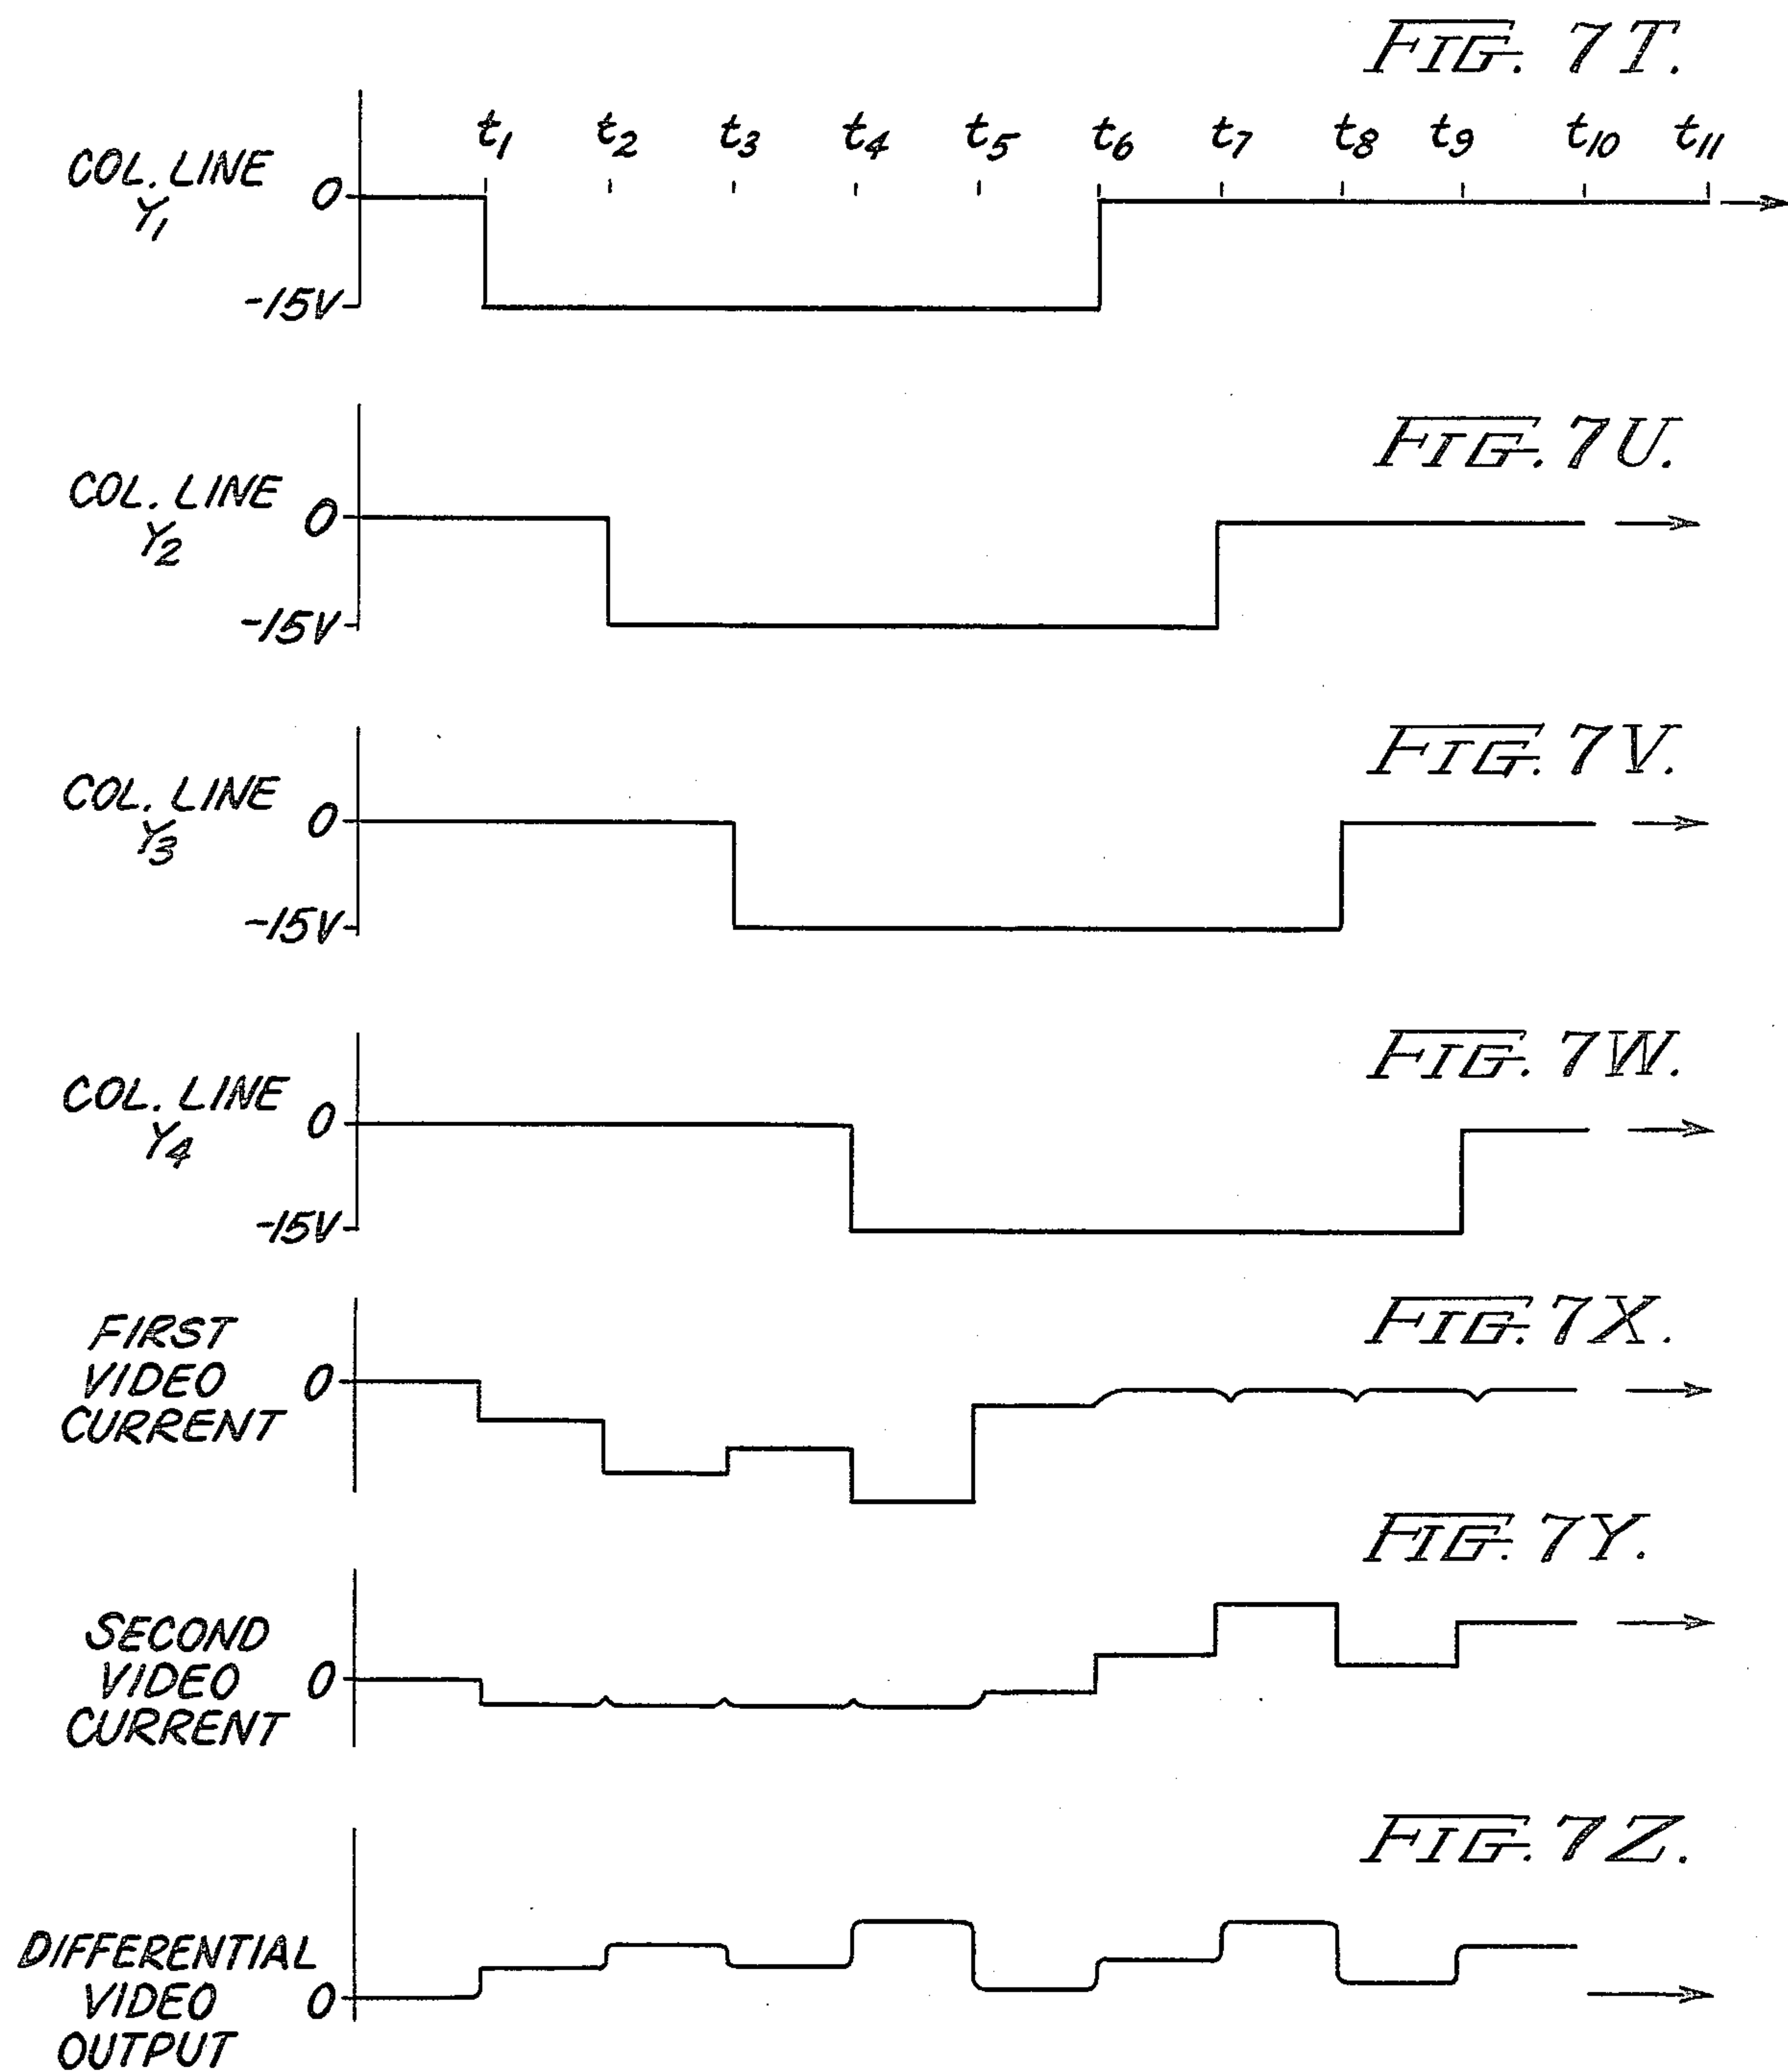 FIG. 7T.
t1 t2 t3 t4 t5 t6 t7 t8 t9 t10 t11
COL. LINE
Y1
0
-15V
FIG. 7U.
COL. LINE
Y2
0
-15V
FIG. 7V.
COL. LINE
Y3
0
-15V
FIG. 7W.
COL. LINE
Y4
0
-15V
FIG. 7X.
FIRST
VIDEO
CURRENT
0
FIG. 7Y.
SECOND
VIDEO
CURRENT
0
FIG. 7Z.
DIFFERENTIAL
VIDEO
OUTPUT
0